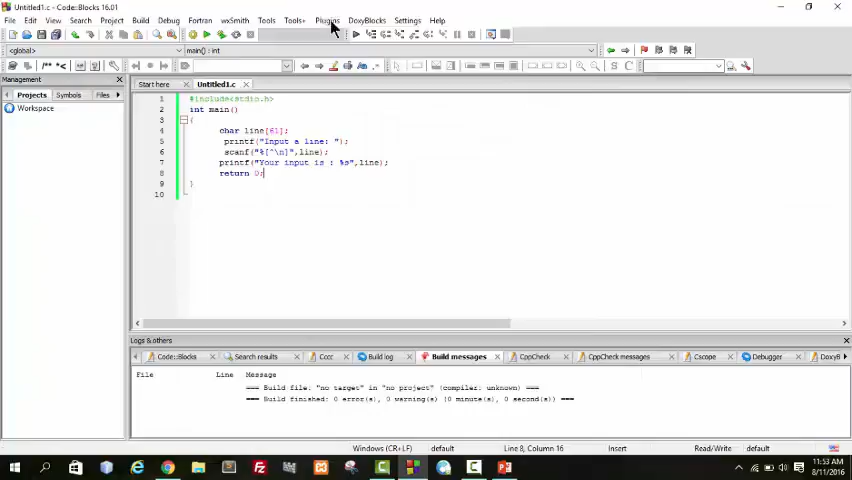 Untitled1.c - Code::Blocks 16.01
File Edit View Search Project Build Debug Fortran wxSmith Tools Tools+ Plugins DoxyBlocks Settings Help
<global> main() : int
/** *<
S C
Management
Projects Symbols Files
Workspace
Start here Untitled1.c
1 #include<stdio.h>
2 int main()
3 {
4 char line[61];
5 printf("Input a line: ");
6 scanf("%[^\n]",line);
7 printf("Your input is : %s",line);
8 return 0;
9 }
10
Logs & others
Code::Blocks Search results Cccc Build log Build messages CppCheck CppCheck messages Cscope Debugger DoxyB
File Line Message
=== Build file: "no target" in "no project" (compiler: unknown) ===
=== Build finished: 0 error(s), 0 warning(s) (0 minute(s), 0 second(s)) ===
Windows (CR+LF) default Line 8, Column 16 Insert Read/Write default
11:53 AM
8/11/2016